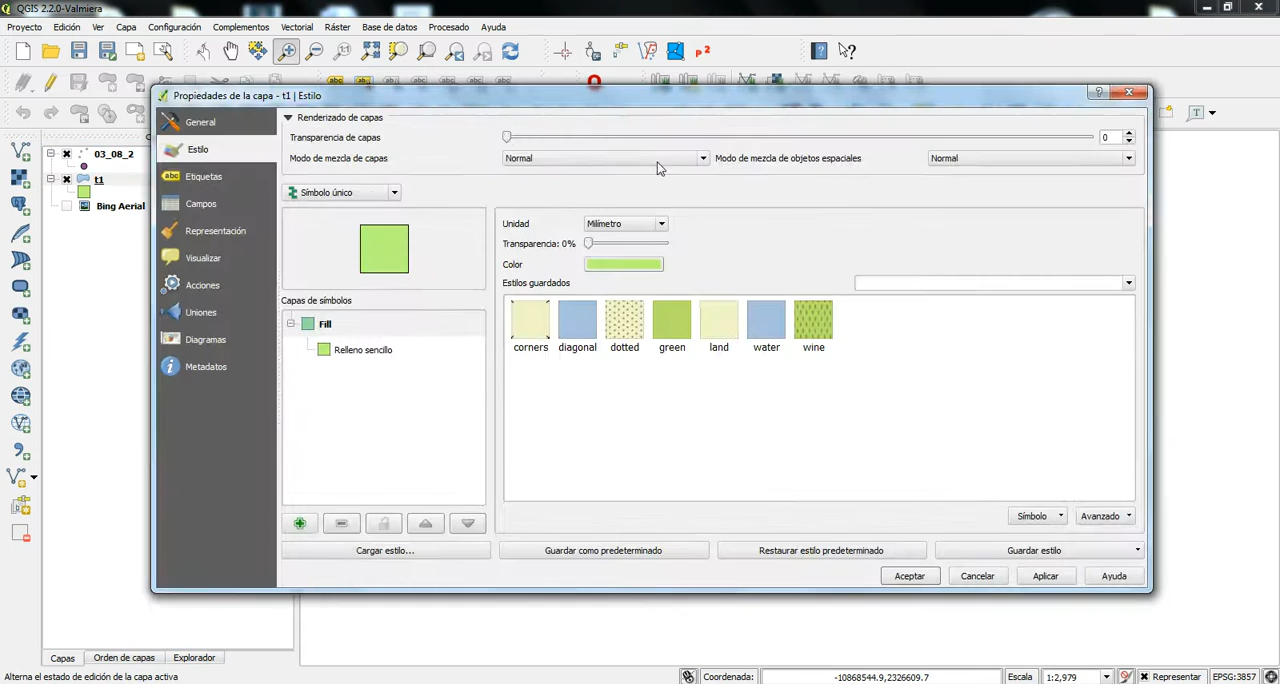 QGIS 2.2.0-Valmiera
Proyecto Edición Ver Capa Configuración Complementos Vectorial Ráster Base de datos Procesado Ayuda
Propiedades de la capa - t1 | Estilo
General
Estilo
Etiquetas
Campos
Representación
Visualizar
Acciones
Uniones
Diagramas
Metadatos
Renderizado de capas
Transparencia de capas 0
Modo de mezcla de capas Normal Modo de mezcla de objetos espaciales Normal
Símbolo único
Unidad Milímetro
Transparencia: 0%
Color
Estilos guardados
corners diagonal dotted green land water wine
Capas de símbolos
Fill
Relleno sencillo
Símbolo Avanzado
Cargar estilo... Guardar como predeterminado Restaurar estilo predeterminado Guardar estilo
Aceptar Cancelar Aplicar Ayuda
03_08_2
t1
Bing Aerial
Capas Orden de capas Explorador
Alterna el estado de edición de la capa activa Coordenada: -10868544.9,2326609.7 Escala 1:2,979 Representar EPSG:3857